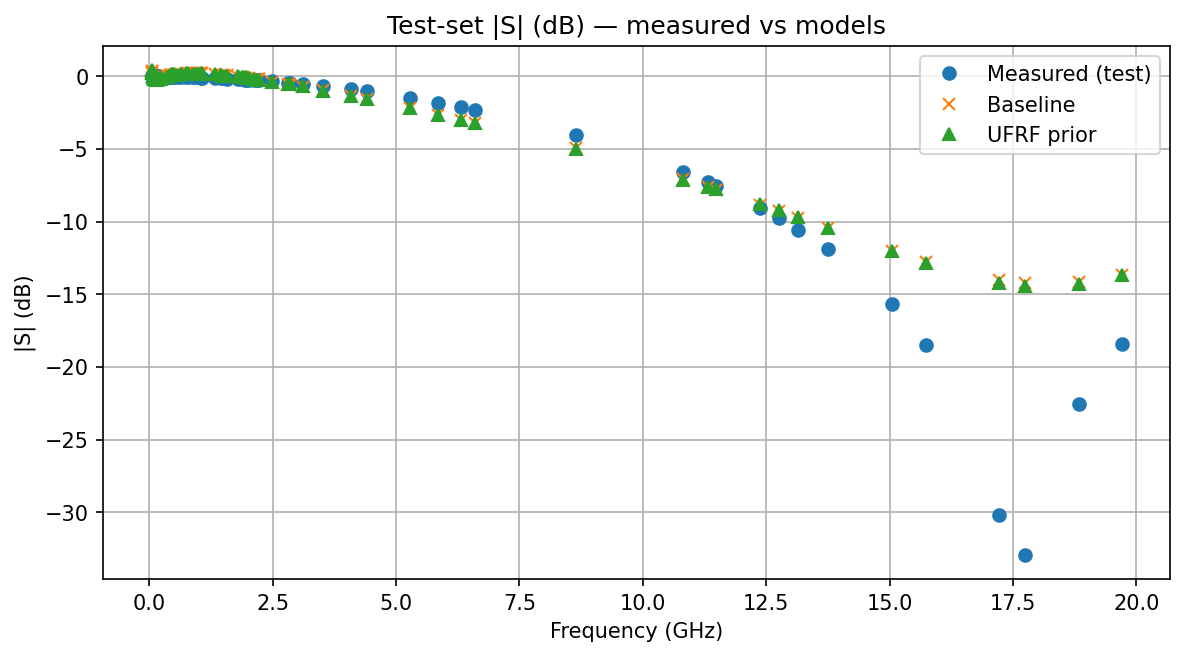 Test-set |S| (dB) — measured vs models
Measured (test)
Baseline
UFRF prior
|S| (dB)
0
−5
−10
−15
−20
−25
−30
0.0
2.5
5.0
7.5
10.0
12.5
15.0
17.5
20.0
Frequency (GHz)